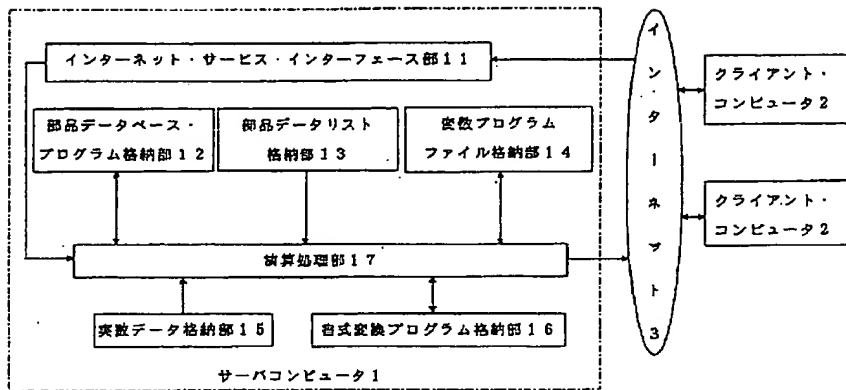 インターネット・サービス・インターフェース部11
部品データベース・
プログラム格納部12
部品データリスト
格納部13
変数プログラム
ファイル格納部14
演算処理部17
変数データ格納部15
書式変換プログラム格納部16
サーバコンピュータ1
インターネット3
クライアント・
コンピュータ2
クライアント・
コンピュータ2